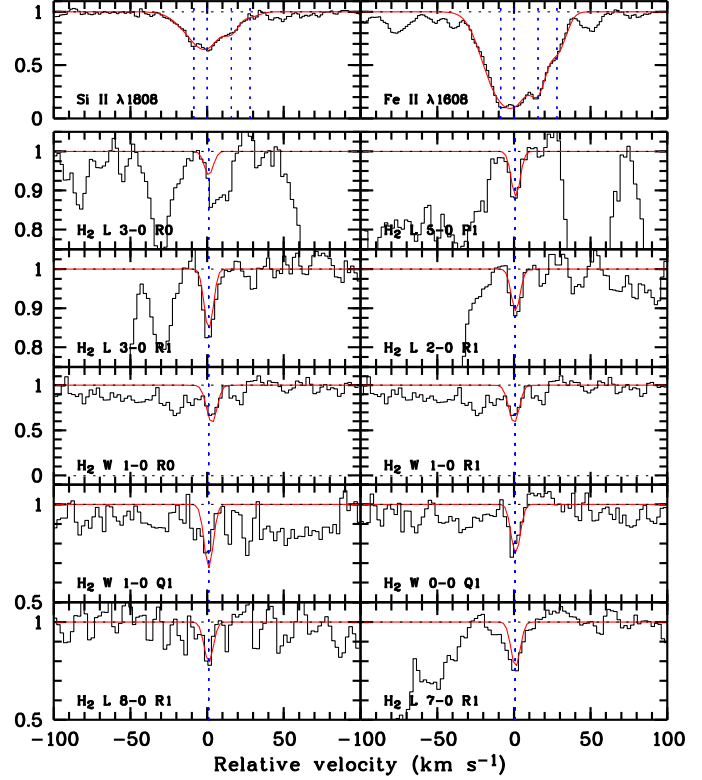 1
0.5
0
Si II λ1808
Fe II λ1608
1
0.9
0.8
H₂ L 3-0 R0
H₂ L 5-0 P1
1
0.9
0.8
H₂ L 3-0 R1
H₂ L 2-0 R1
1
0.5
0
H₂ W 1-0 R0
H₂ W 1-0 R1
1
0.5
H₂ W 1-0 Q1
H₂ W 0-0 Q1
1
0.5
H₂ L 8-0 R1
H₂ L 7-0 R1
-100 -50 0 50 -100 -50 0 50 100
Relative velocity (km s⁻¹)